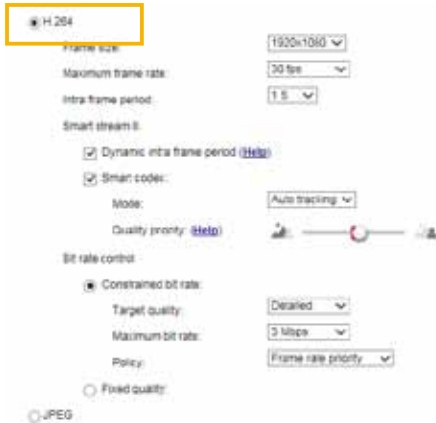 H.264
Frame size: 1920x1080
Maximum frame rate: 30 fps
Intra frame period: 1 S
Smart stream II:
Dynamic intra frame period (Help)
Smart codec:
Mode: Auto tracking
Quality priority: (Help)
Bit rate control
Constrained bit rate:
Target quality: Detailed
Maximum bit rate: 3 Mbps
Policy: Frame rate priority
Fixed quality:
JPEG